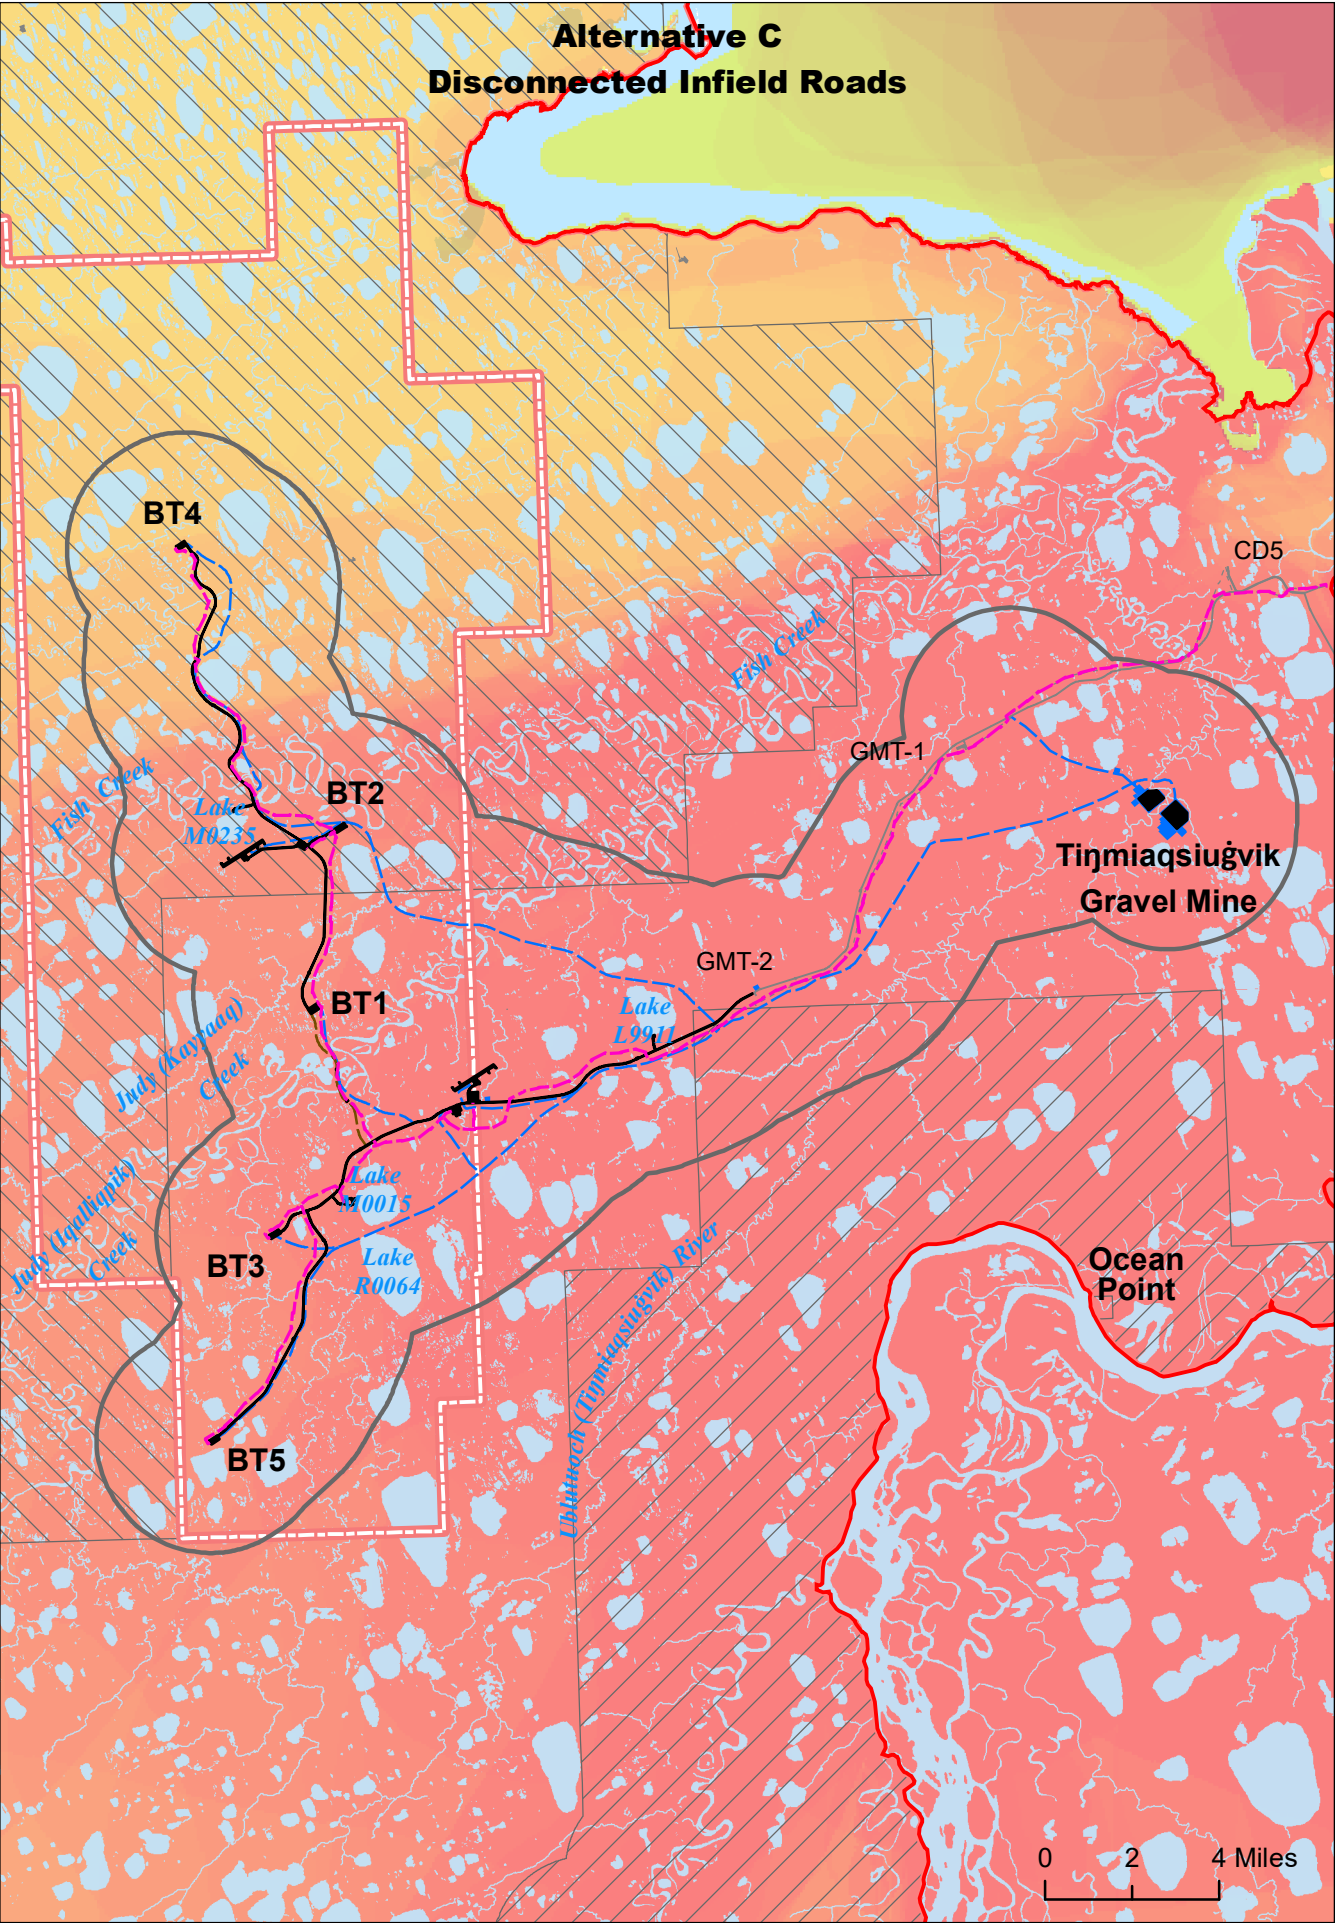 Alternative C
Disconnected Infield Roads
BT4
CD5
Fish Creek
GMT-1
Fish Creek
BT2
Lake
M0235
Tiŋmiaqsiuġvik
Gravel Mine
GMT-2
BT1
Lake
L9911
Judy (Kayyaaq)
Creek
Lake
M0015
Judy (Iqalliqpik)
Creek
BT3
Lake
R0064
Ublutuoch (Tiŋmiaqsiuġvik) River
Ocean
Point
BT5
0 2 4 Miles